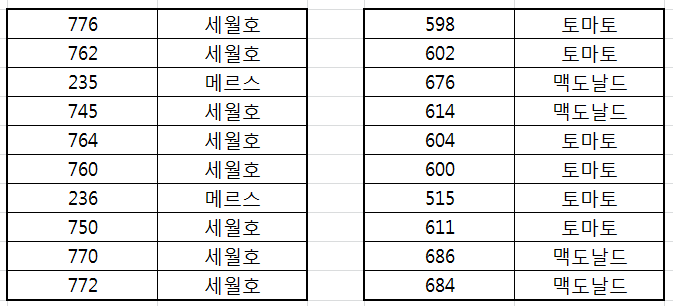 776 세월호 598 토마토
762 세월호 602 토마토
235 메르스 676 맥도날드
745 세월호 614 맥도날드
764 세월호 604 토마토
760 세월호 600 토마토
236 메르스 515 토마토
750 세월호 611 토마토
770 세월호 686 맥도날드
772 세월호 684 맥도날드